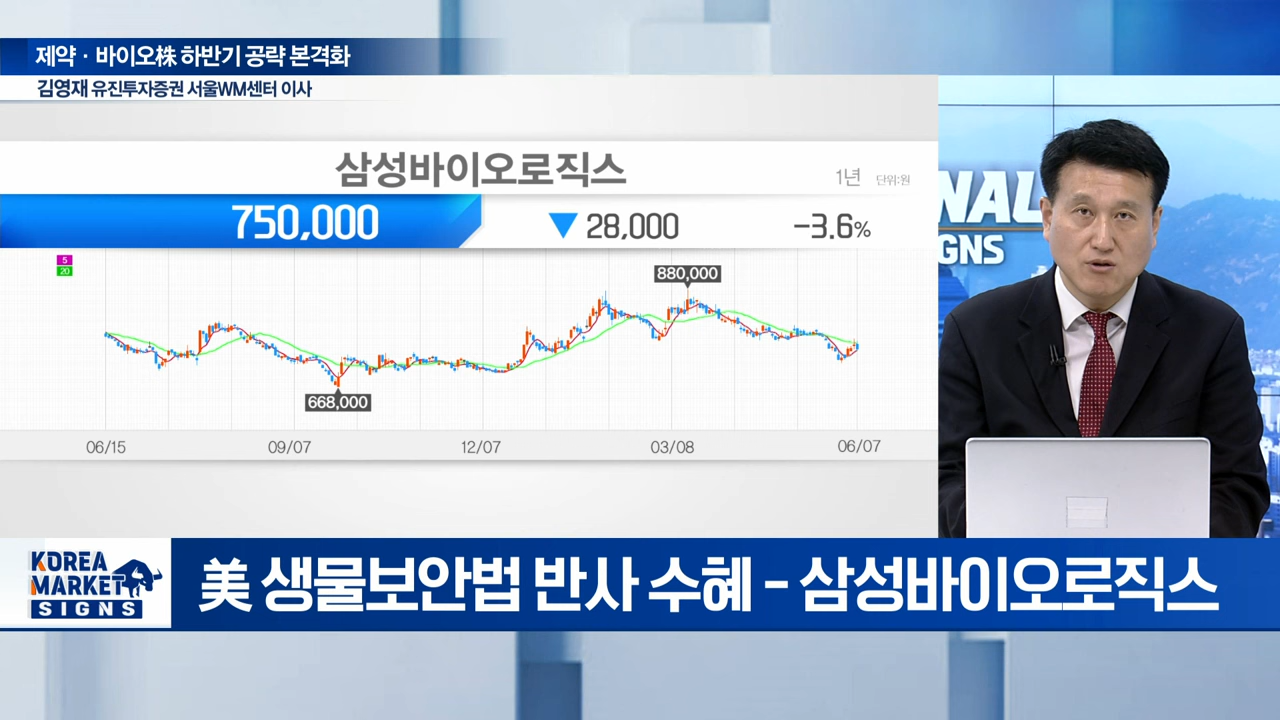 제약 · 바이오株 하반기 공략 본격화
김영재 유진투자증권 서울WM센터 이사
삼성바이오로직스
1년 단위:원
750,000 ▼ 28,000 -3.6%
5
20
880,000
668,000
06/15 09/07 12/07 03/08 06/07
NAL
GNS
KOREA
MARKET
SIGNS
美 생물보안법 반사 수혜 - 삼성바이오로직스